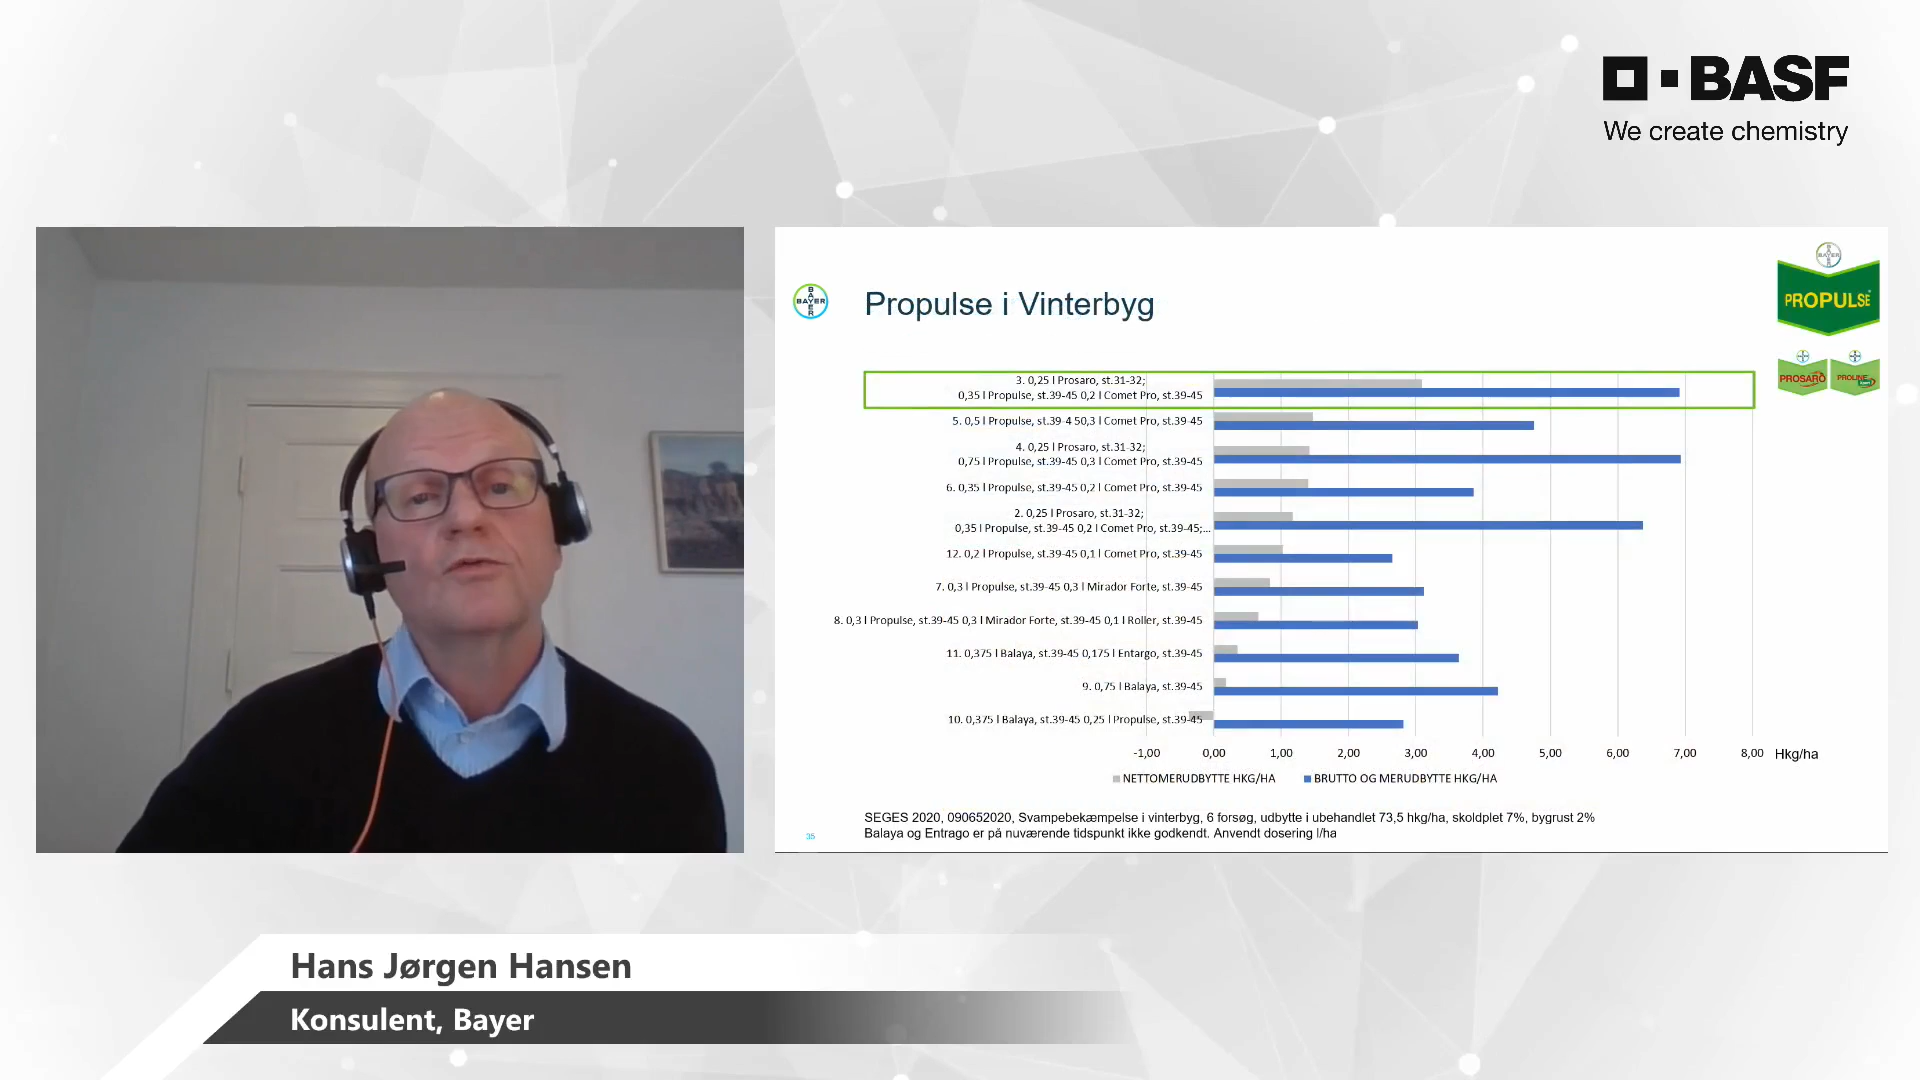 BASF
We create chemistry
BAYER
BAYER
Propulse i Vinterbyg
BAYER
BAYER
PROPULSE
PROSARO
PROLINE
3. 0,25 l Prosaro, st.31-32;
0,35 l Propulse, st.39-45 0,2 l Comet Pro, st.39-45
5. 0,5 l Propulse, st.39-4 50,3 l Comet Pro, st.39-45
4. 0,25 l Prosaro, st.31-32;
0,75 l Propulse, st.39-45 0,3 l Comet Pro, st.39-45
6. 0,35 l Propulse, st.39-45 0,2 l Comet Pro, st.39-45
2. 0,25 l Prosaro, st.31-32;
0,35 l Propulse, st.39-45 0,2 l Comet Pro, st.39-45;...
12. 0,2 l Propulse, st.39-45 0,1 l Comet Pro, st.39-45
7. 0,3 l Propulse, st.39-45 0,3 l Mirador Forte, st.39-45
8. 0,3 l Propulse, st.39-45 0,3 l Mirador Forte, st.39-45 0,1 l Roller, st.39-45
11. 0,375 l Balaya, st.39-45 0,175 l Entargo, st.39-45
9. 0,75 l Balaya, st.39-45
10. 0,375 l Balaya, st.39-45 0,25 l Propulse, st.39-45
-1,00 0,00 1,00 2,00 3,00 4,00 5,00 6,00 7,00 8,00 Hkg/ha
NETTOMERUDBYTTE HKG/HA BRUTTO OG MERUDBYTTE HKG/HA
SEGES 2020, 090652020, Svampebekæmpelse i vinterbyg, 6 forsøg, udbytte i ubehandlet 73,5 hkg/ha, skoldplet 7%, bygrust 2%
Balaya og Entrago er på nuværende tidspunkt ikke godkendt. Anvendt dosering l/ha
35
Hans Jørgen Hansen
Konsulent, Bayer